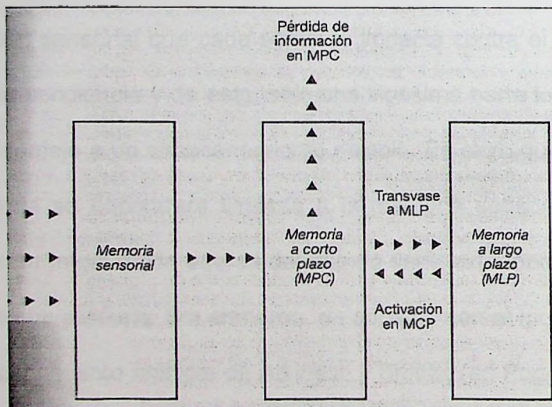 Pérdida de
información
en MPC
Memoria
sensorial
Memoria
a corto
plazo
(MPC)
Transvase
a MLP
Activación
en MCP
Memoria
a largo
plazo
(MLP)